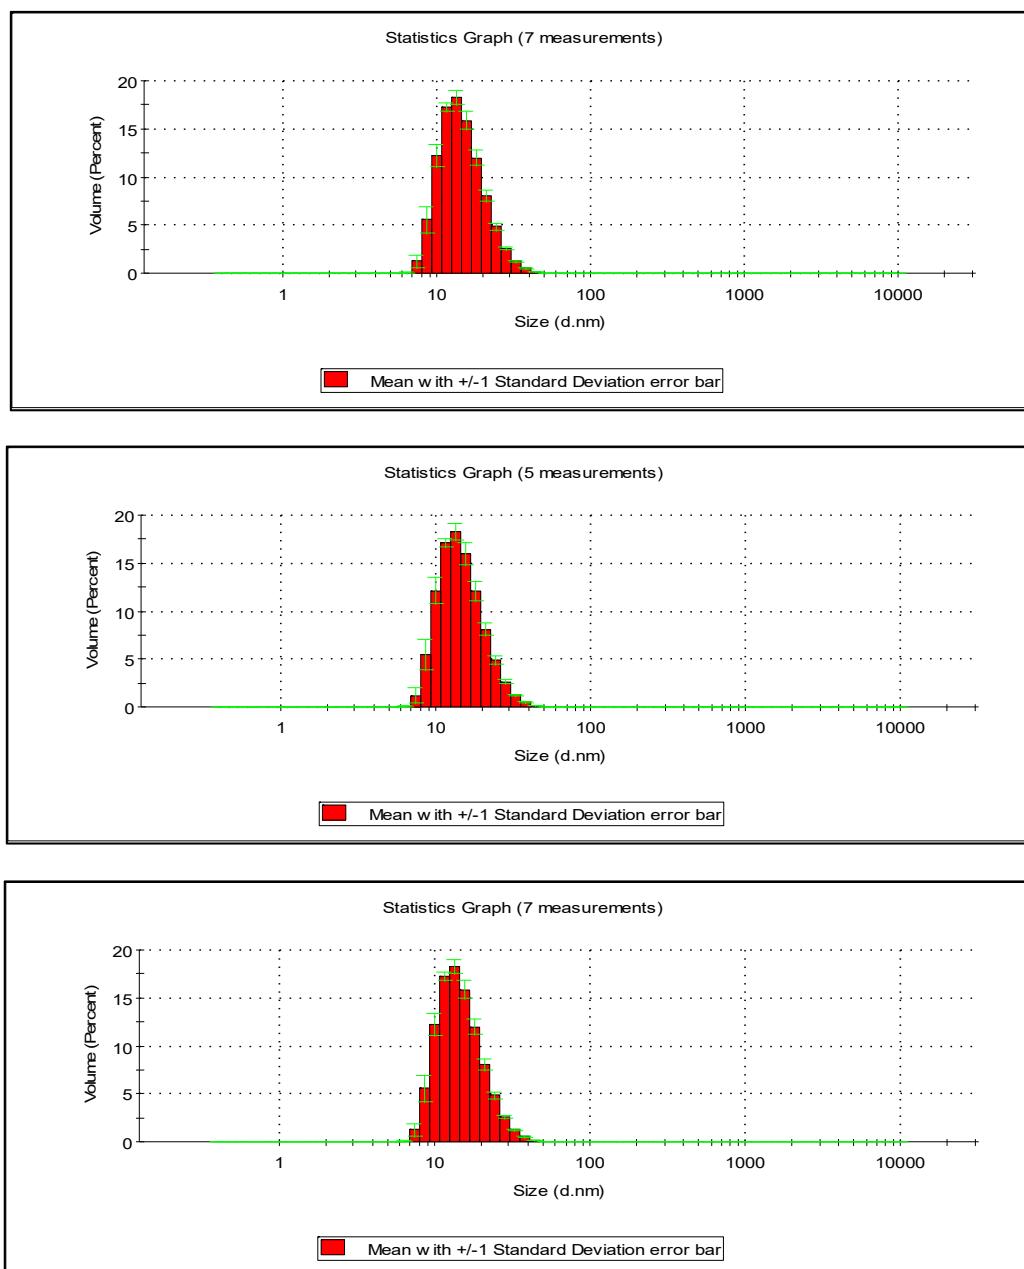 Statistics Graph (7 measurements)
20
15
10
5
0
Volume (Percent)
1 10 100 1000 10000
Size (d.nm)
Mean with +/-1 Standard Deviation error bar
Statistics Graph (5 measurements)
20
15
10
5
0
Volume (Percent)
1 10 100 1000 10000
Size (d.nm)
Mean with +/-1 Standard Deviation error bar
Statistics Graph (7 measurements)
20
15
10
5
0
Volume (Percent)
1 10 100 1000 10000
Size (d.nm)
Mean with +/-1 Standard Deviation error bar